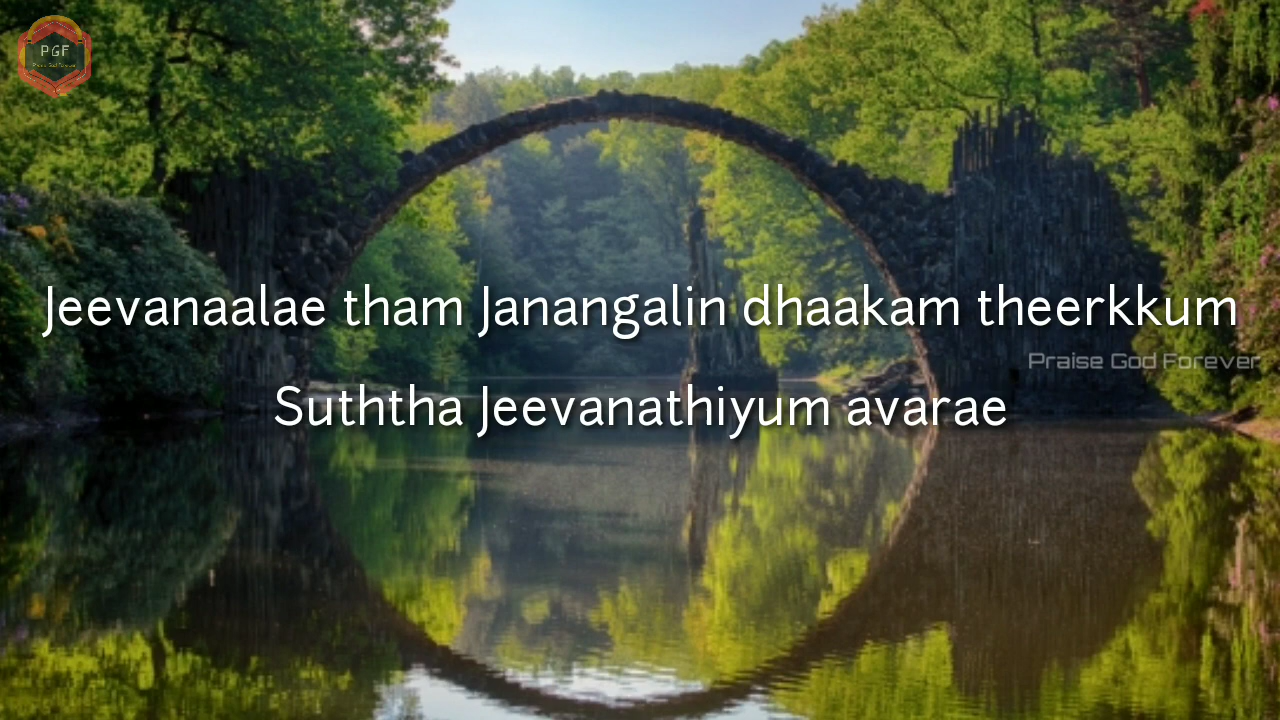 PGF
Jeevanaalae tham Janangalin dhaakam theerkkum
Praise God Forever
Suththa Jeevanathiyum avarae